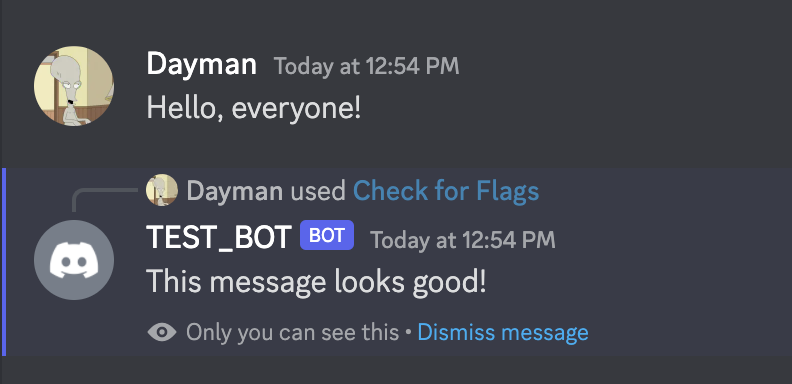 Dayman Today at 12:54 PM
Hello, everyone!
Dayman used Check for Flags
TEST_BOT BOT Today at 12:54 PM
This message looks good!
Only you can see this • Dismiss message